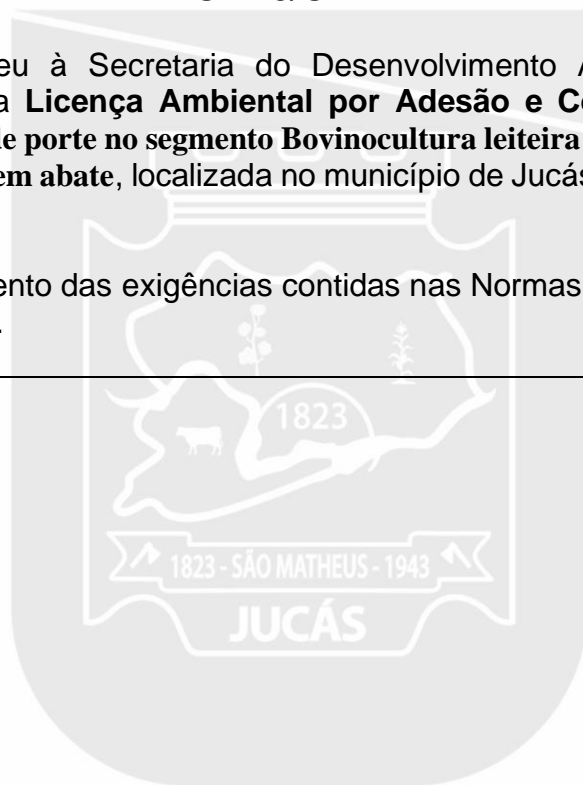 eu à Secretaria do Desenvolvimento A
a Licença Ambiental por Adesão e Co
de porte no segmento Bovinocultura leiteira
em abate, localizada no município de Jucás
ento das exigências contidas nas Normas
.
1823
1823 - SÃO MATHEUS - 1943
JUCÁS